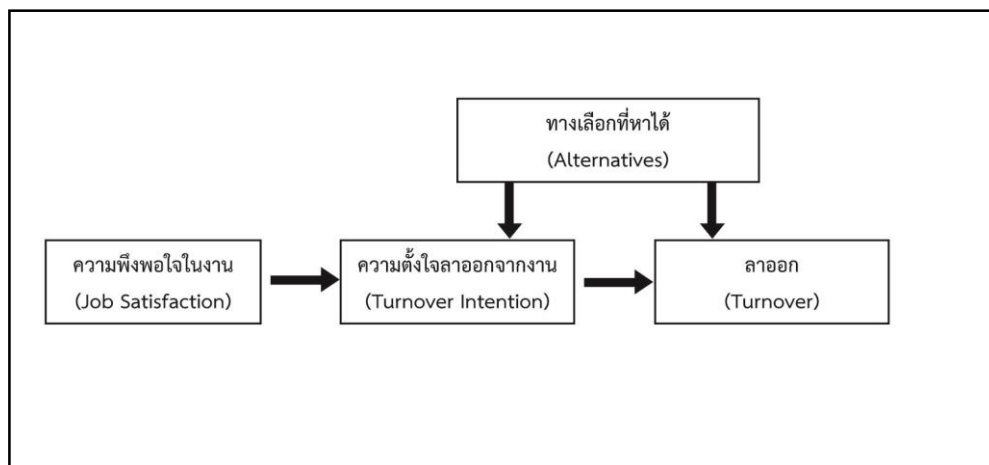 ทางเลือกที่หาได้
(Alternatives)
ความพึงพอใจในงาน
(Job Satisfaction)
ความตั้งใจลาออกจากงาน
(Turnover Intention)
ลาออก
(Turnover)